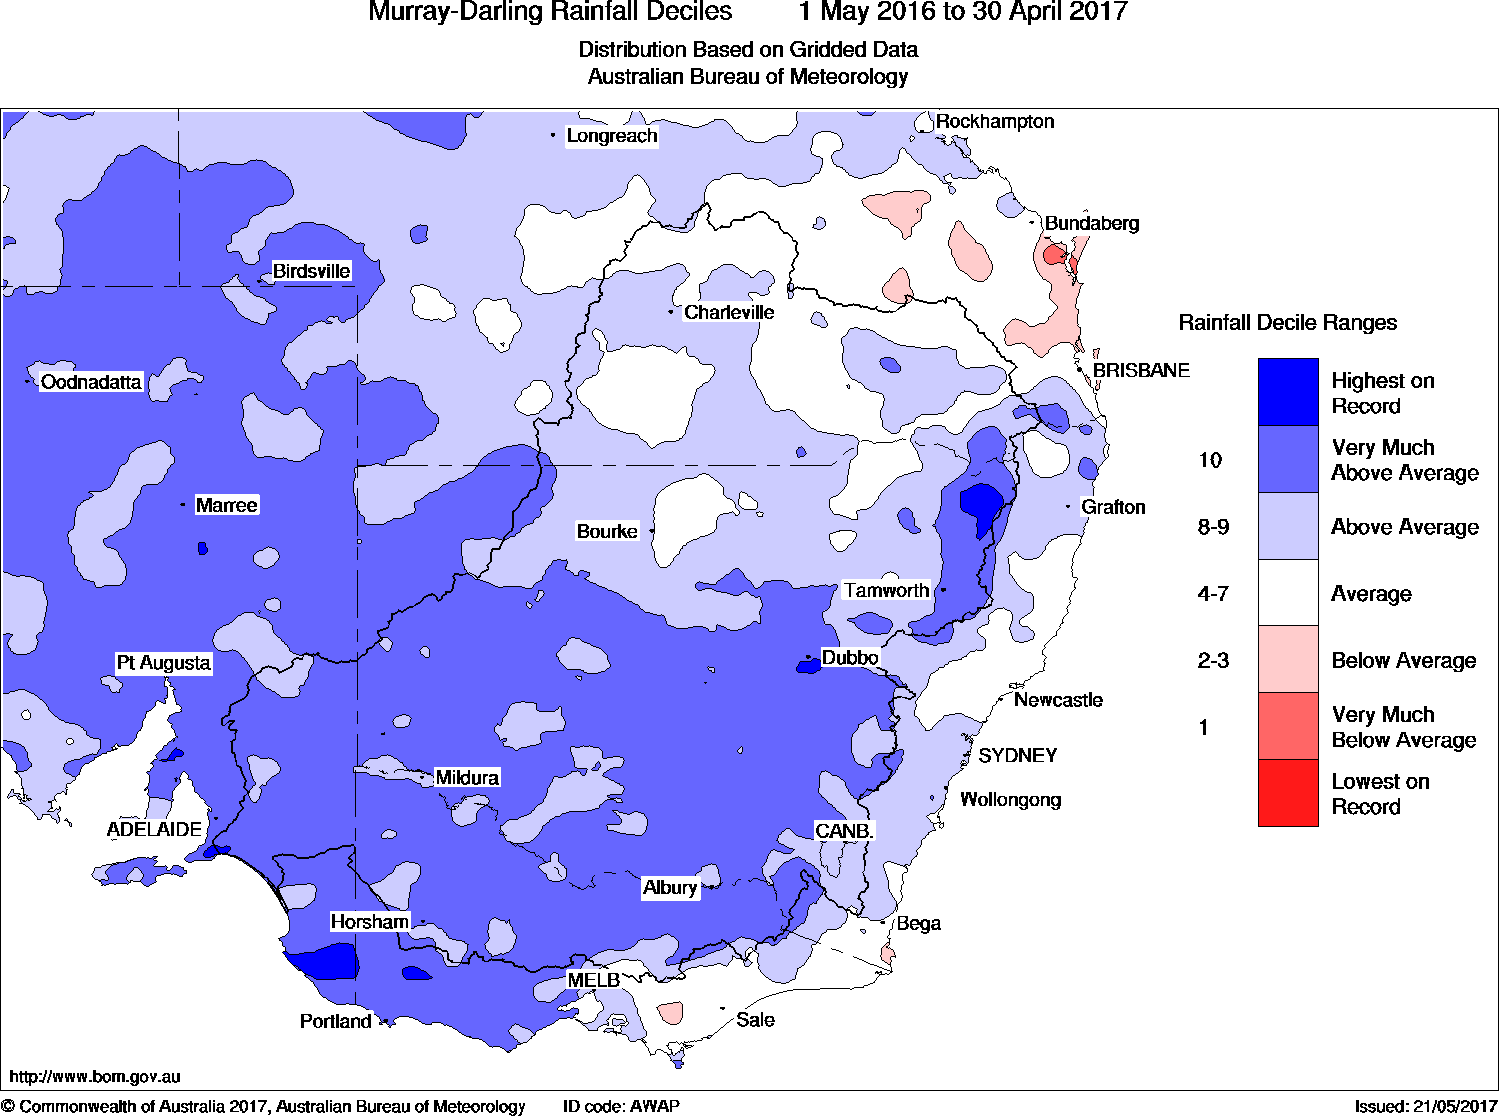 Murray-Darling Rainfall Deciles 1 May 2016 to 30 April 2017
Distribution Based on Gridded Data
Australian Bureau of Meteorology
Rockhampton
Longreach
Bundaberg
Birdsville
Charleville
Rainfall Decile Ranges
BRISBANE
Oodnadatta
Highest on
Record
Very Much
10
Above Average
Marree
Grafton
Bourke
8-9 Above Average
Tamworth
4-7 Average
Dubbo
Pt Augusta
2-3 Below Average
Newcastle
Very Much
1
Below Average
SYDNEY
Mildura
Lowest on
Record
Wollongong
ADELAIDE
CANB.
Albury
Horsham
Bega
MELB
Portland
Sale
http://www.bom.gov.au
© Commonwealth of Australia 2017, Australian Bureau of Meteorology ID code: AWAP Issued: 21/05/2017